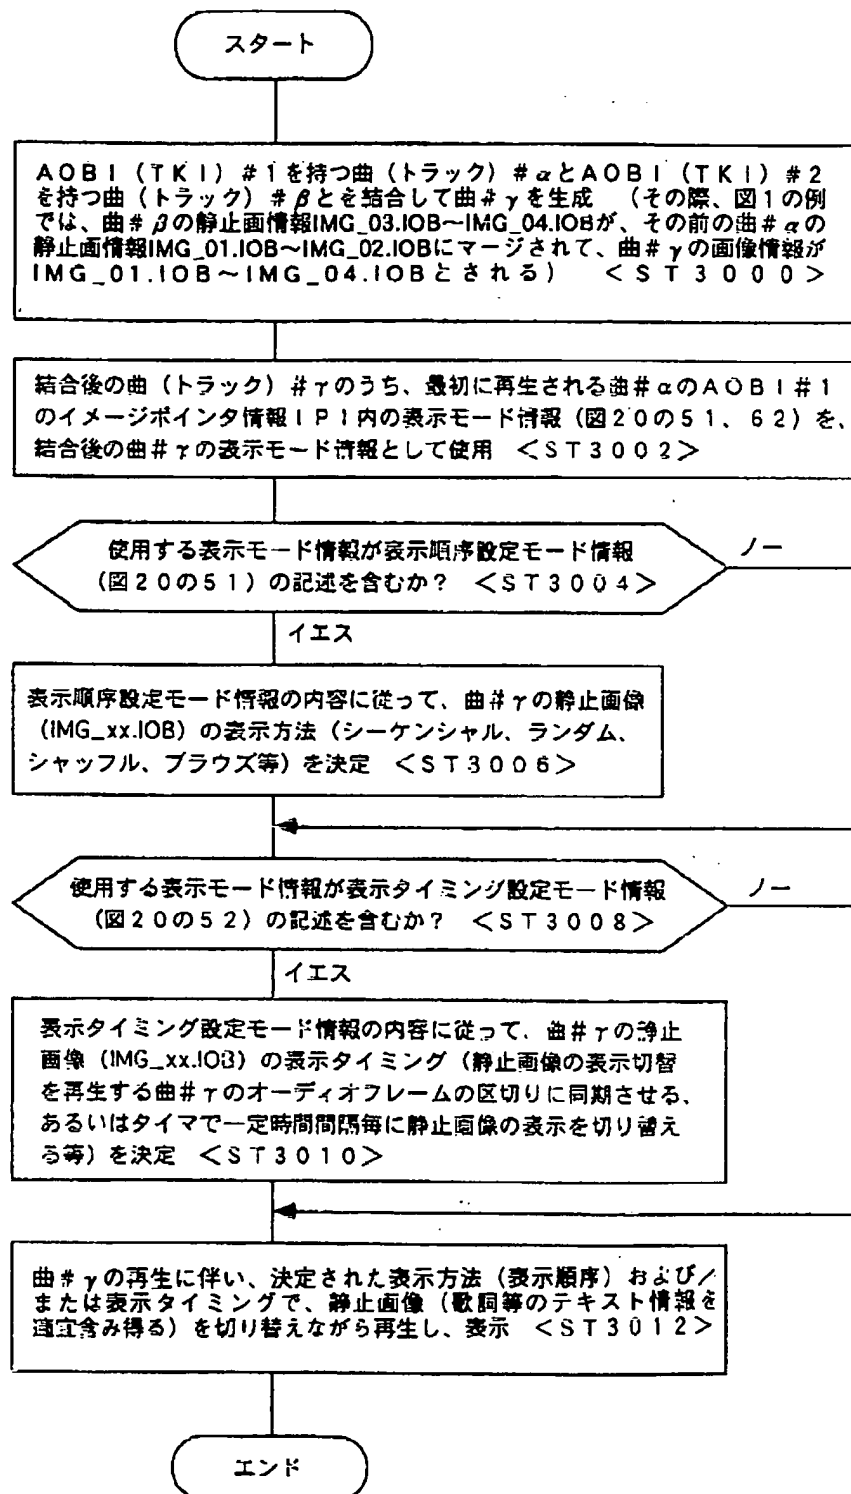 スタート
AOBI（TKI）#1を持つ曲（トラック）#αとAOBI（TKI）#2
を持つ曲（トラック）#βとを結合して曲#γを生成　（その際、図1の例
では、曲#βの静止画情報IMG_03.IOB～IMG_04.IOBが、その前の曲#αの
静止画情報IMG_01.IOB～IMG_02.IOBにマージされて、曲#γの画像情報が
IMG_01.IOB～IMG_04.IOBとされる）　＜ST3000＞
結合後の曲（トラック）#γのうち、最初に再生される曲#αのAOBI#1
のイメージポインタ情報IPI内の表示モード情報（図20の51、62）を、
結合後の曲#γの表示モード情報として使用　＜ST3002＞
使用する表示モード情報が表示順序設定モード情報
（図20の51）の記述を含むか？　＜ST3004＞
ノー
イエス
表示順序設定モード情報の内容に従って、曲#γの静止画像
（IMG_xx.IOB）の表示方法（シーケンシャル、ランダム、
シャッフル、ブラウズ等）を決定　＜ST3006＞
使用する表示モード情報が表示タイミング設定モード情報
（図20の52）の記述を含むか？　＜ST3008＞
ノー
イエス
表示タイミング設定モード情報の内容に従って、曲#γの静止
画像（IMG_xx.IOB）の表示タイミング（静止画像の表示切替
を再生する曲#γのオーディオフレームの区切りに同期させる、
あるいはタイマで一定時間間隔毎に静止画像の表示を切り替え
る等）を決定　＜ST3010＞
曲#γの再生に伴い、決定された表示方法（表示順序）および／
または表示タイミングで、静止画像（歌詞等のテキスト情報を
適宜含み得る）を切り替えながら再生し、表示　＜ST3012＞
エンド